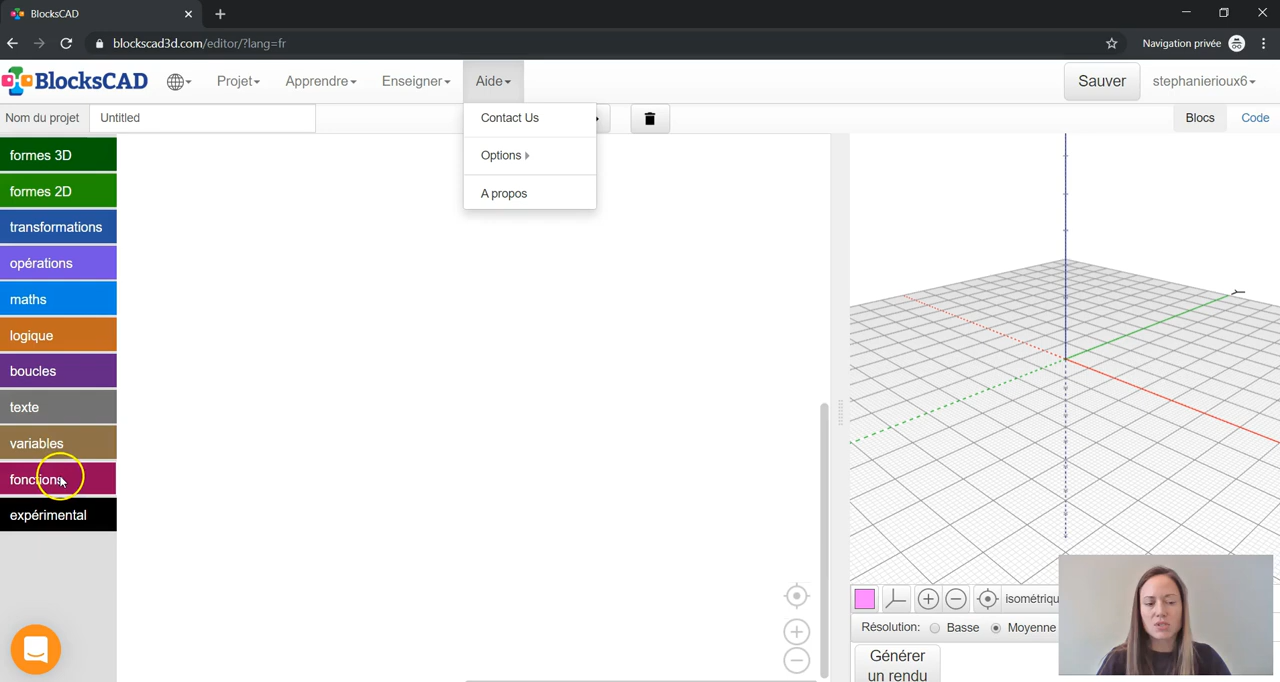 BlocksCAD
blockscad3d.com/editor/?lang=fr
Navigation privée
BlocksCAD
Projet
Apprendre
Enseigner
Aide
Sauver
stephanierioux6
Nom du projet
Untitled
Contact Us
Options
A propos
Blocs
Code
formes 3D
formes 2D
transformations
opérations
maths
logique
boucles
texte
variables
fonctions
expérimental
isométriqu
Résolution:
Basse
Moyenne
Générer
un rendu